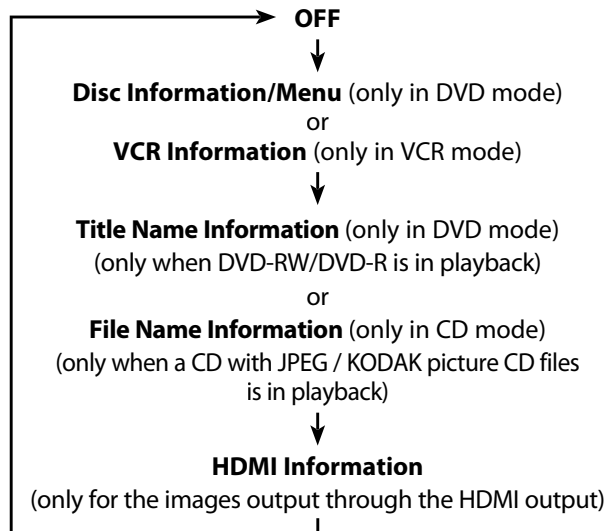 OFF
Disc Information/Menu (only in DVD mode)
or
VCR Information (only in VCR mode)
Title Name Information (only in DVD mode)
(only when DVD-RW/DVD-R is in playback)
or
File Name Information (only in CD mode)
(only when a CD with JPEG / KODAK picture CD files
is in playback)
HDMI Information
(only for the images output through the HDMI output)